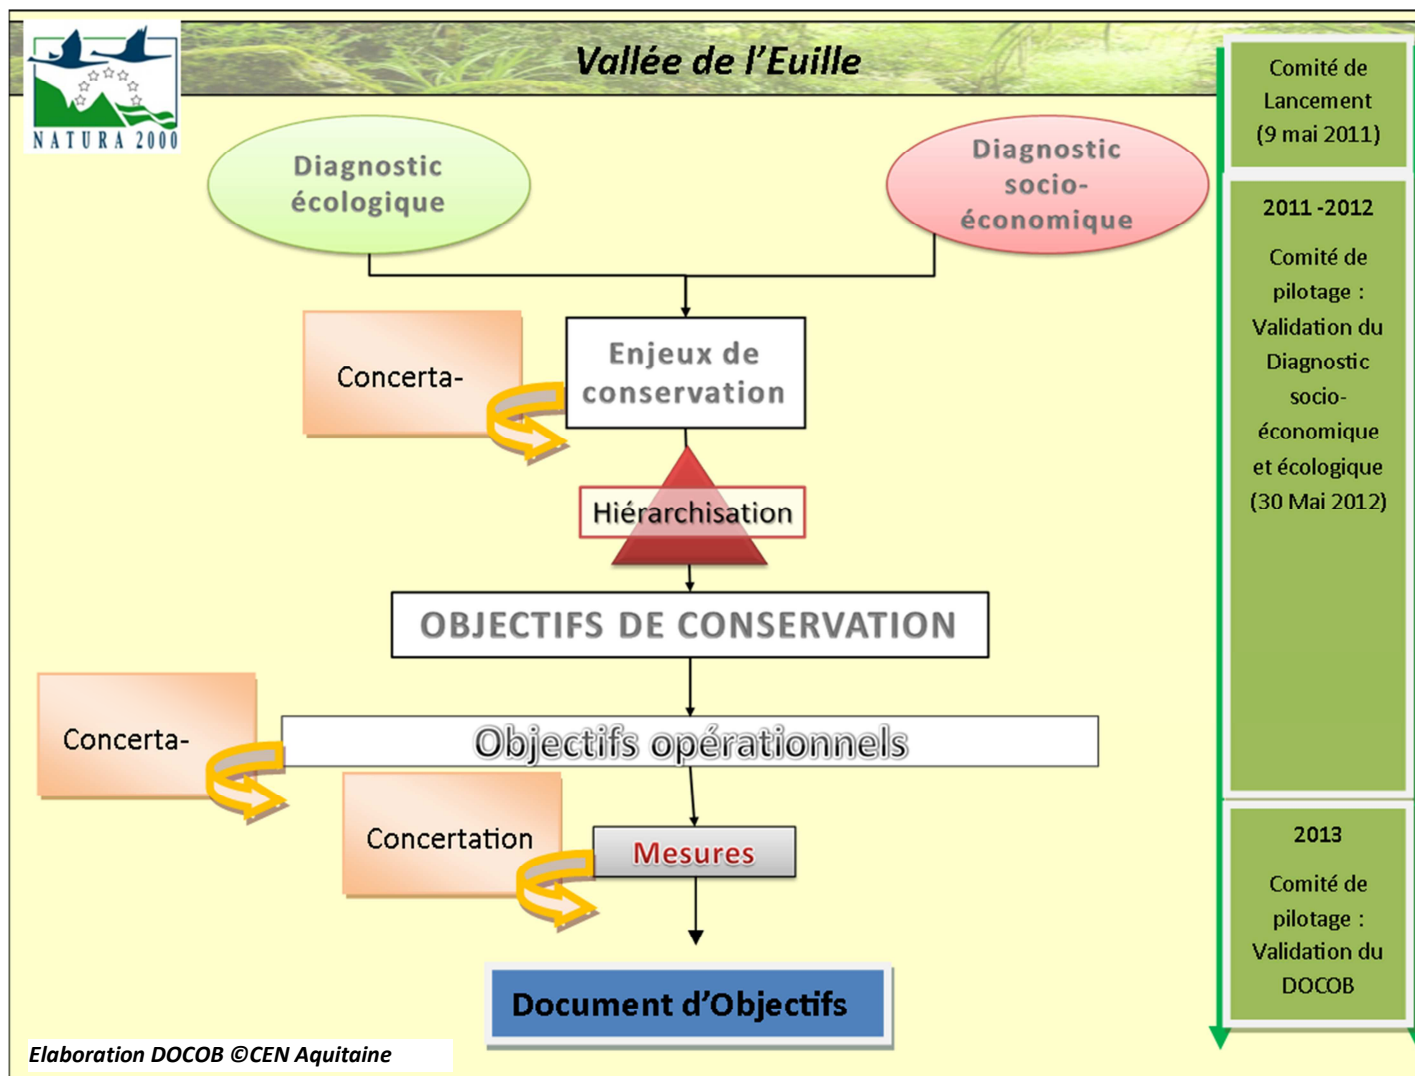 NATURA 2000
Vallée de l'Euille
Diagnostic
écologique
Diagnostic
socio-
économique
Concerta-
Enjeux de
conservation
Hiérarchisation
OBJECTIFS DE CONSERVATION
Concerta-
Objectifs opérationnels
Concertation
Mesures
Document d'Objectifs
Elaboration DOCOB ©CEN Aquitaine
Comité de
Lancement
(9 mai 2011)
2011 -2012
Comité de
pilotage :
Validation du
Diagnostic
socio-
économique
et écologique
(30 Mai 2012)
2013
Comité de
pilotage :
Validation du
DOCOB